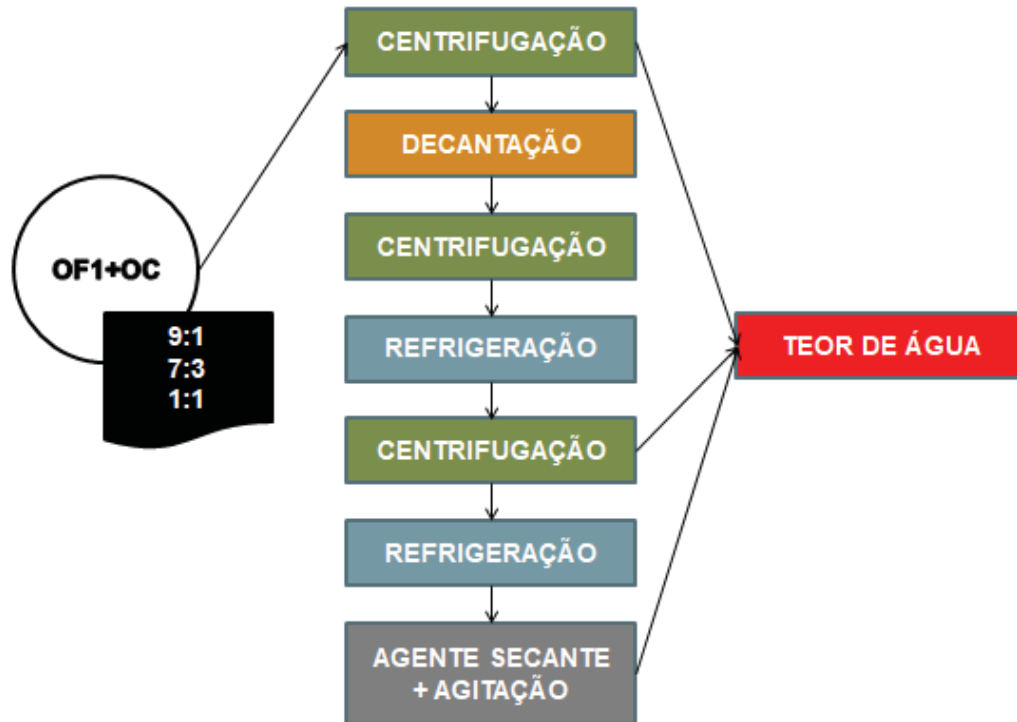 CENTRIFUGAÇÃO
DECANTAÇÃO
CENTRIFUGAÇÃO
OF1+OC
9:1
7:3
1:1
REFRIGERAÇÃO
TEOR DE ÁGUA
CENTRIFUGAÇÃO
REFRIGERAÇÃO
AGENTE SECANTE
+ AGITAÇÃO